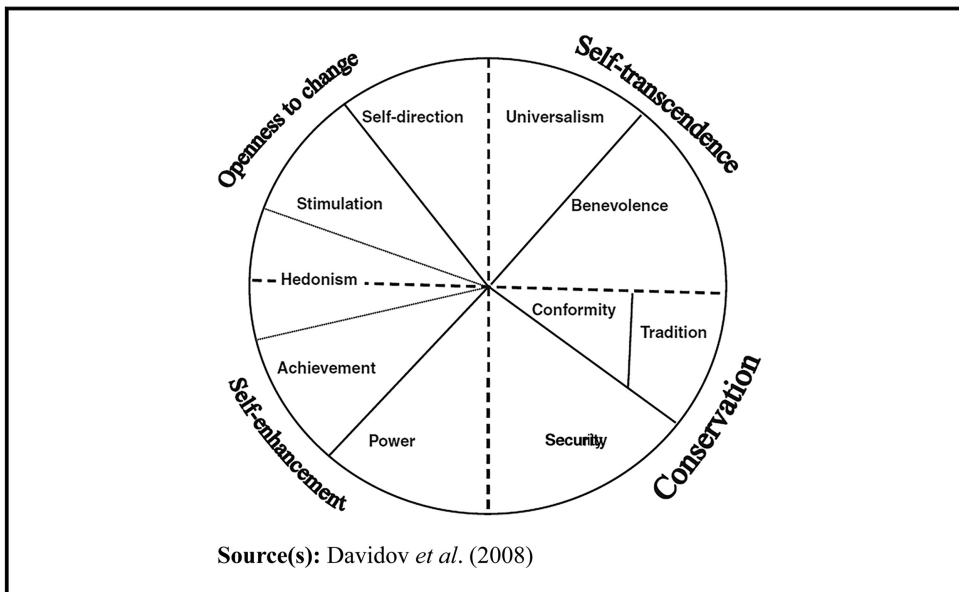 Openness to change
Self-transcendence
Self-direction
Universalism
Stimulation
Benevolence
Hedonism
Conformity
Tradition
Achievement
Power
Security
Self-enhancement
Conservation
Source(s): Davidov et al. (2008)